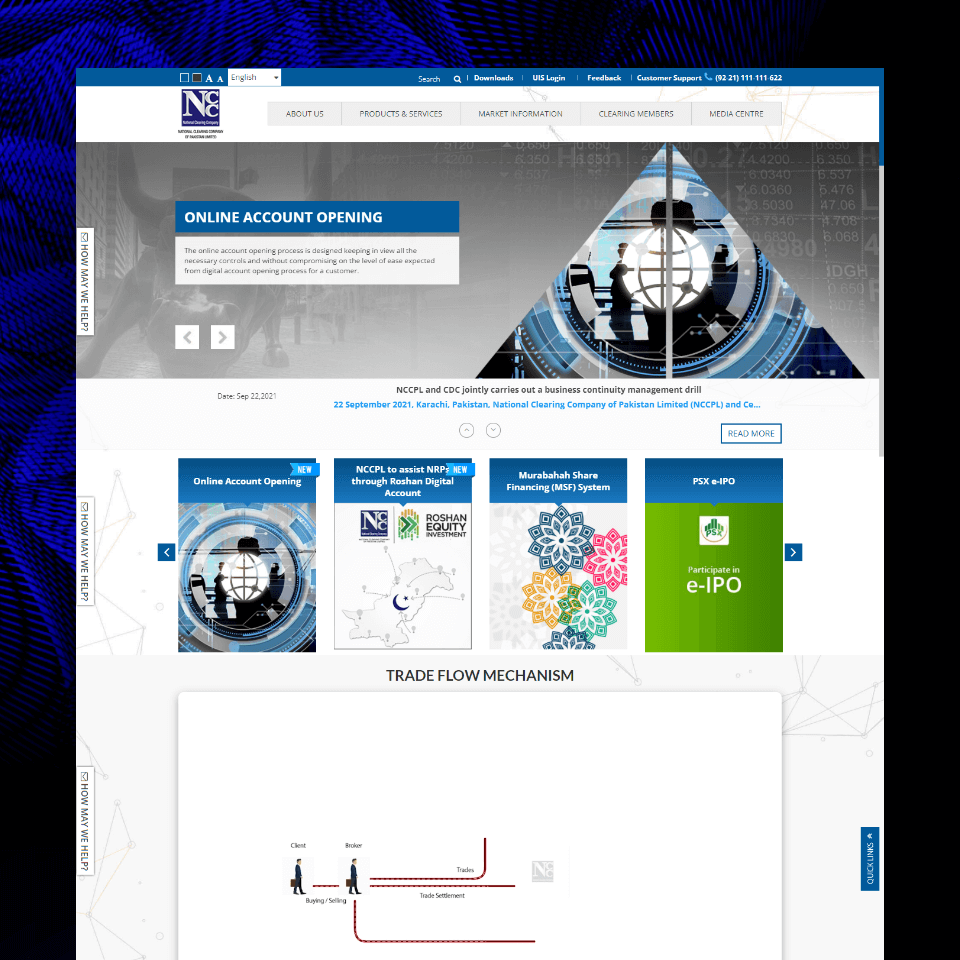 A A English
Search Downloads UIS Login Feedback Customer Support (92-21) 111-111-622
NCC
National Clearing Company
NATIONAL CLEARING COMPANY
OF PAKISTAN LIMITED
ABOUT US PRODUCTS & SERVICES MARKET INFORMATION CLEARING MEMBERS MEDIA CENTRE
ONLINE ACCOUNT OPENING
The online account opening process is designed keeping in view all the
necessary controls and without compromising on the level of ease expected
from digital account opening process for a customer.
HOW MAY WE HELP?
Date: Sep 22,2021
NCCPL and CDC jointly carries out a business continuity management drill
22 September 2021, Karachi, Pakistan, National Clearing Company of Pakistan Limited (NCCPL) and Ce...
READ MORE
NEW
Online Account Opening
NEW
NCCPL to assist NRPs
through Roshan Digital
Account
NCC
ROSHAN
EQUITY
INVESTMENT
Murabahah Share
Financing (MSF) System
PSX e-IPO
PSX
Participate in
e-IPO
HOW MAY WE HELP?
TRADE FLOW MECHANISM
HOW MAY WE HELP?
Client Broker
Trades
Trade Settlement
Buying / Selling
NCC
QUICK LINKS